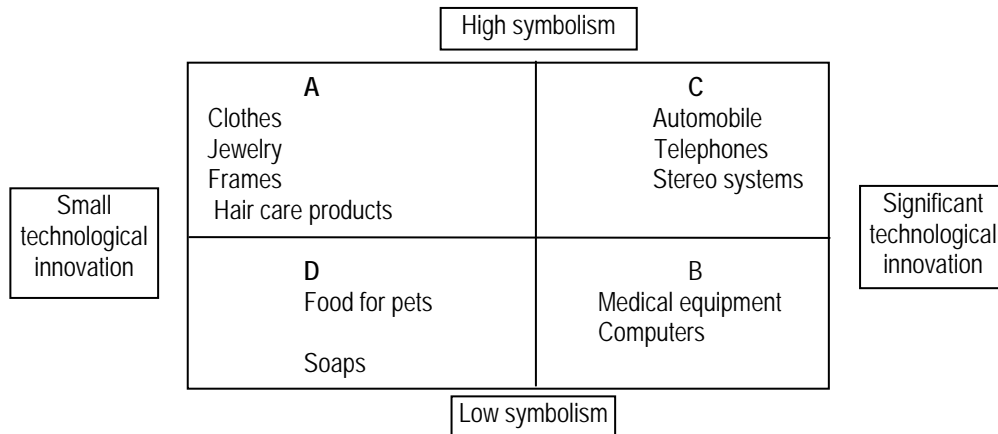 High symbolism
A
Clothes
Jewelry
Frames
Hair care products
C
Automobile
Telephones
Stereo systems
Small
technological
innovation
Significant
technological
innovation
D
Food for pets
Soaps
B
Medical equipment
Computers
Low symbolism